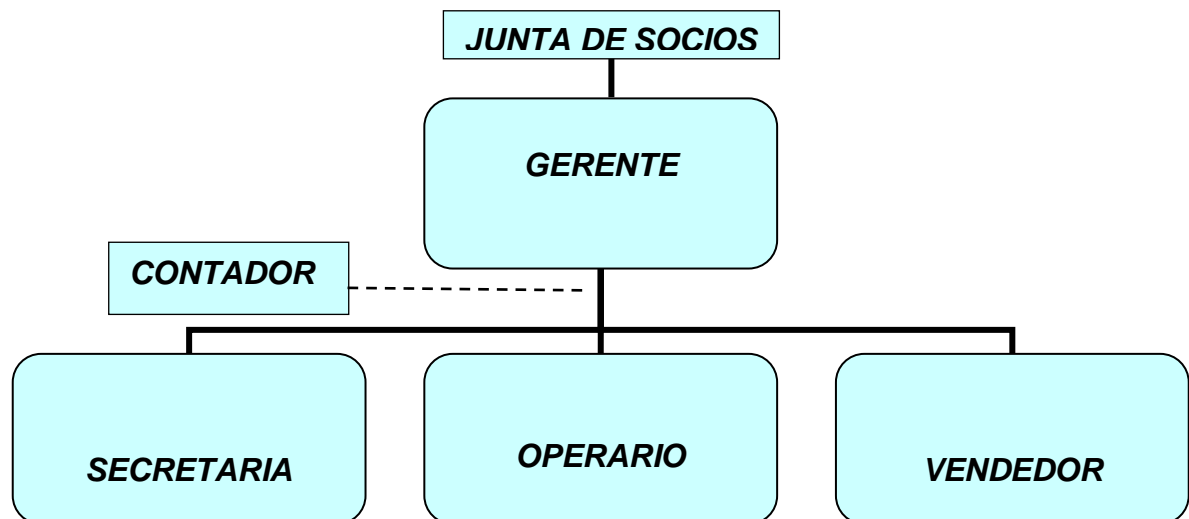 JUNTA DE SOCIOS
GERENTE
CONTADOR
SECRETARIA
OPERARIO
VENDEDOR